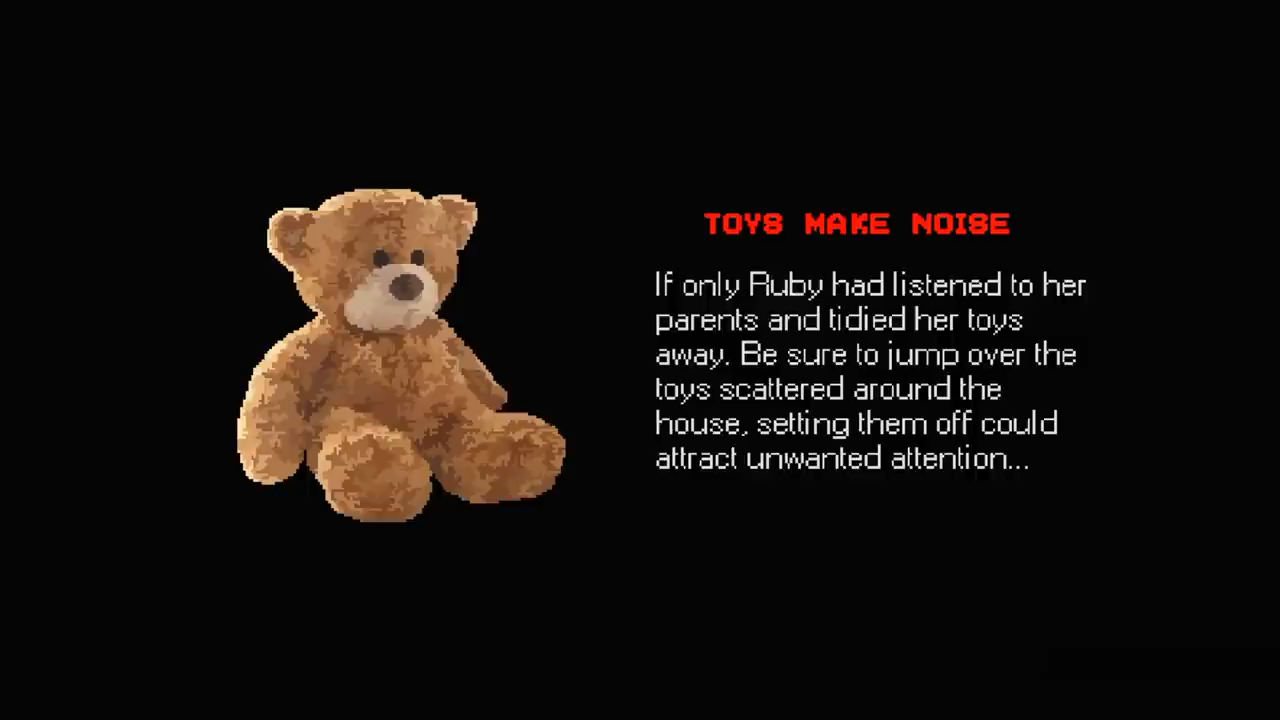 TOYS MAKE NOISE
If only Ruby had listened to her
parents and tidied her toys
away. Be sure to jump over the
toys scattered around the
house, setting them off could
attract unwanted attention...